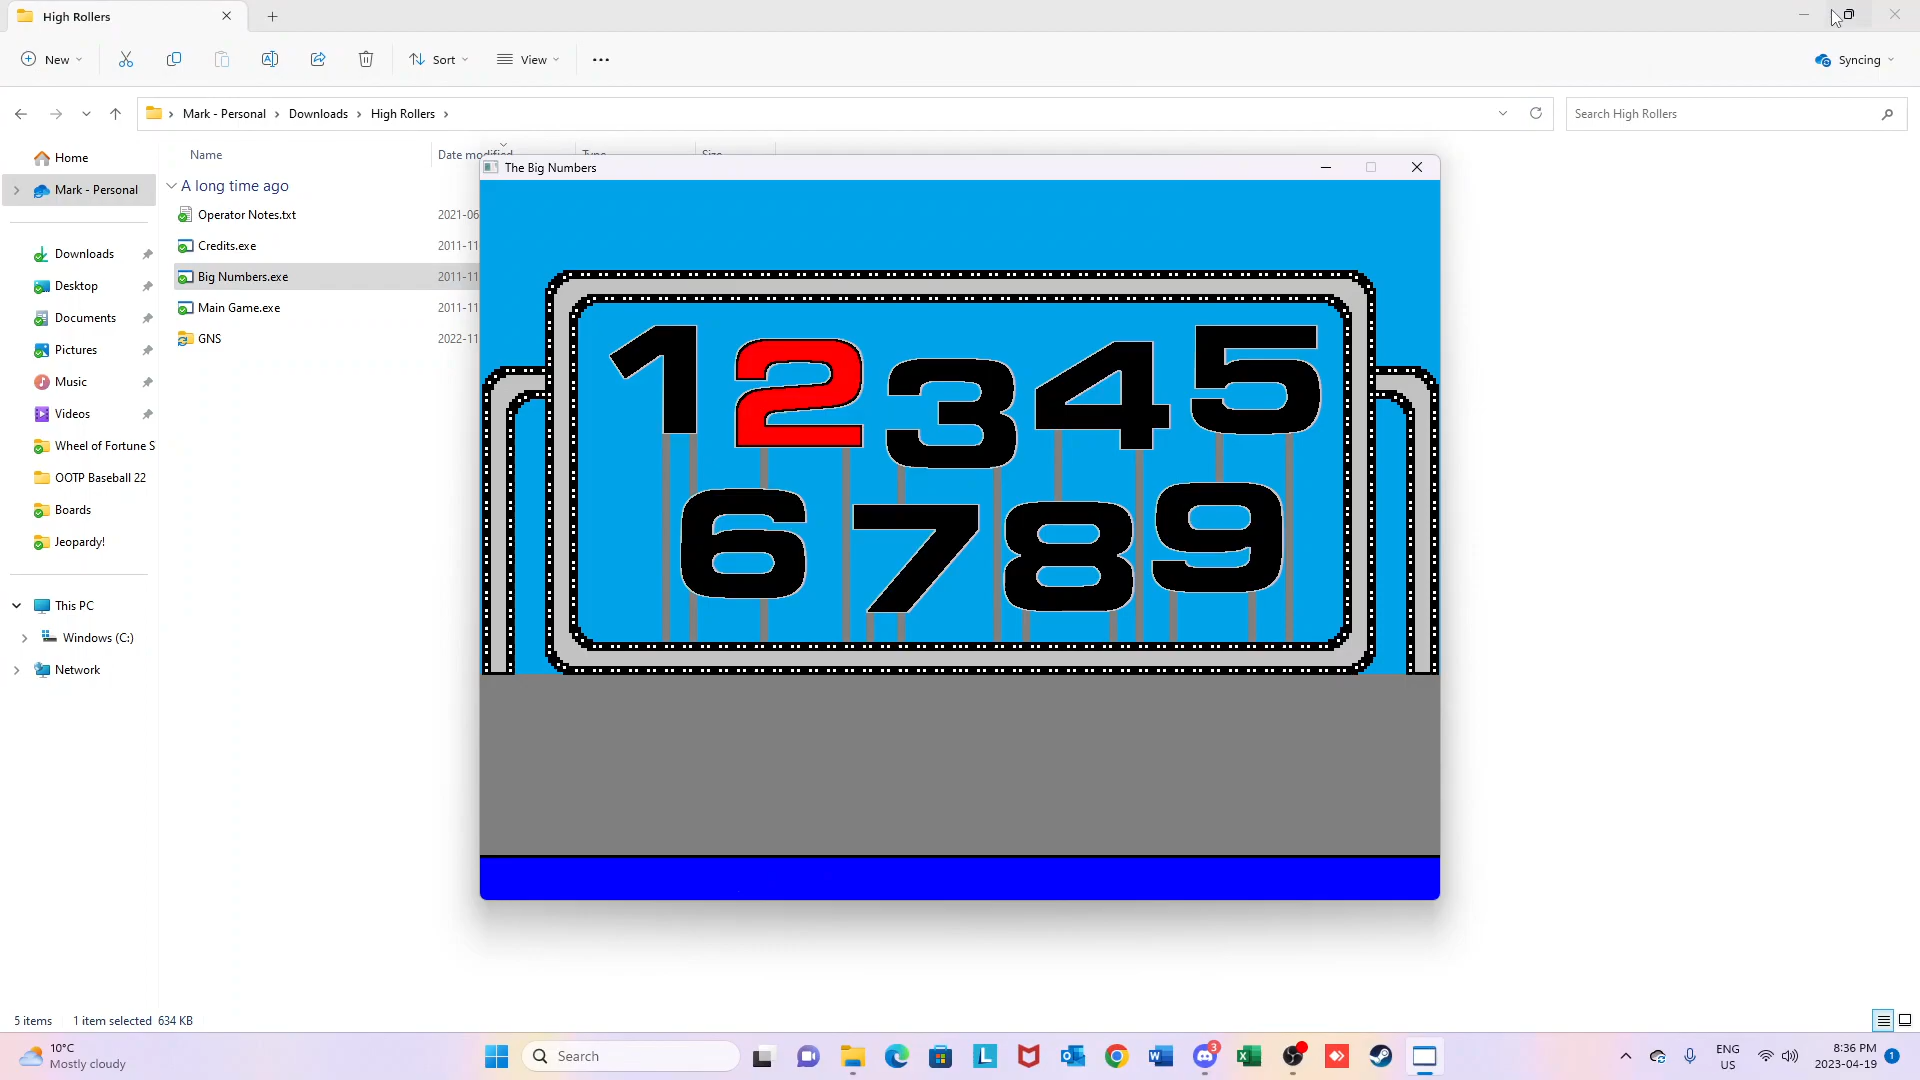 High Rollers
New
Sort
View
Syncing
Mark - Personal
Downloads
High Rollers
Search High Rollers
Home
Mark - Personal
Downloads
Desktop
Documents
Pictures
Music
Videos
Wheel of Fortune S
OOTP Baseball 22
Boards
Jeopardy!
This PC
Windows (C:)
Network
Name
Date modified
Type
Size
A long time ago
Operator Notes.txt
2021-06
Credits.exe
2011-11
Big Numbers.exe
2011-11
Main Game.exe
2011-11
GNS
2022-11
The Big Numbers
1 2 3 4 5
6 7 8 9
5 items
1 item selected 634 KB
10°C
Mostly cloudy
Search
3
ENG
US
8:36 PM
2023-04-19
1